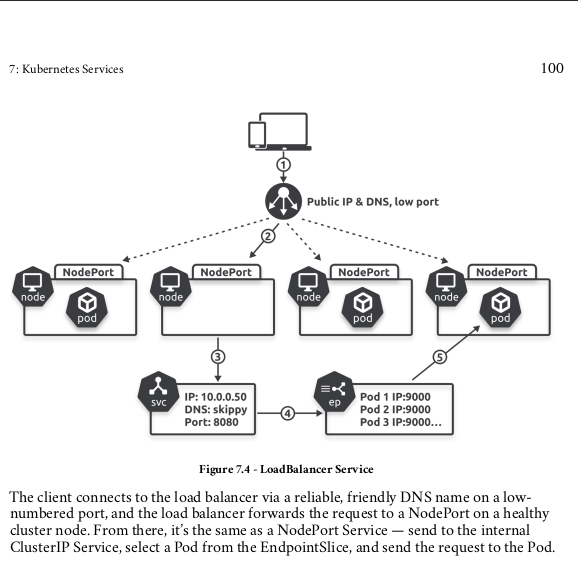 7: Kubernetes Services
100
1
Public IP & DNS, low port
2
NodePort
NodePort
NodePort
NodePort
node
pod
node
node
pod
node
pod
3
5
svc
IP: 10.0.0.50
DNS: skippy
Port: 8080
4
ep
Pod 1 IP:9000
Pod 2 IP:9000
Pod 3 IP:9000...
Figure 7.4 - LoadBalancer Service
The client connects to the load balancer via a reliable, friendly DNS name on a low-
numbered port, and the load balancer forwards the request to a NodePort on a healthy
cluster node. From there, it’s the same as a NodePort Service — send to the internal
ClusterIP Service, select a Pod from the EndpointSlice, and send the request to the Pod.